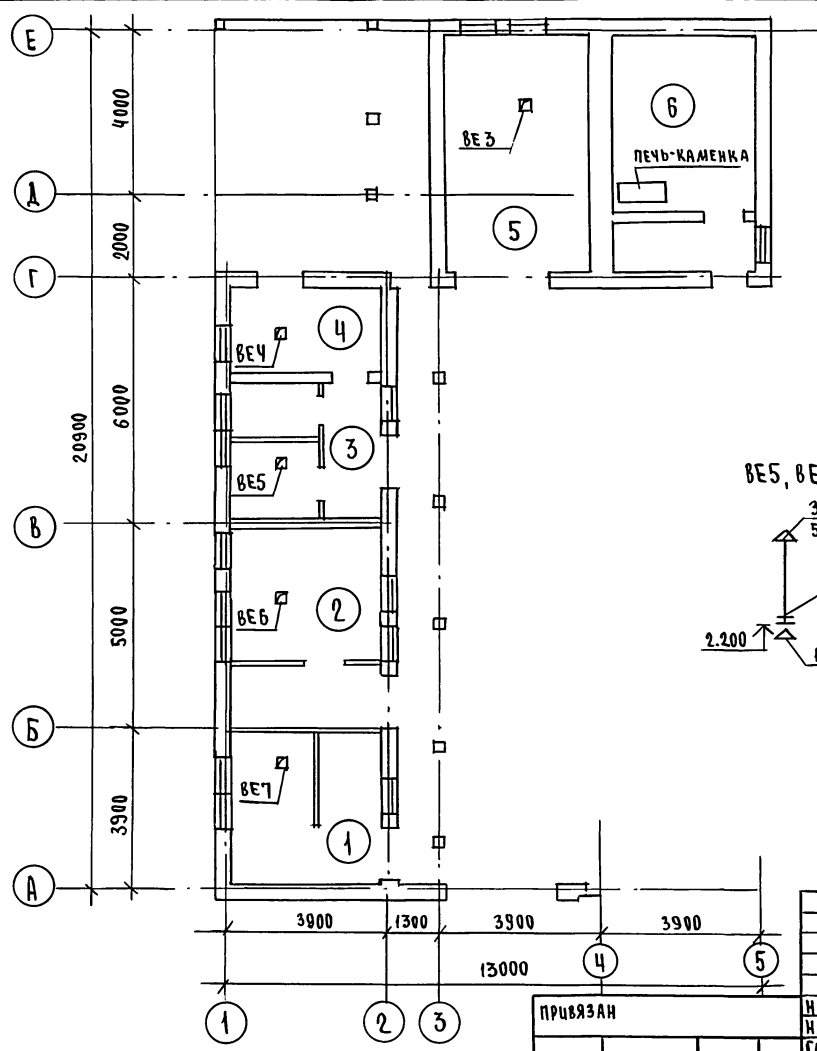 Е
4000
6
ВЕ3
ПЕЧЬ-КАМЕНКА
Д
5
2000
Г
4
ВЕ4
6000
20900
3
ВЕ5
ВЕ5, ВЕ
В
2
ВЕ6
5000
2.200
Б
ВЕ7
3900
1
А
3900
1300
3900
3900
4
5
13000
1
2
3
ПРИВЯЗАН
Н
Н